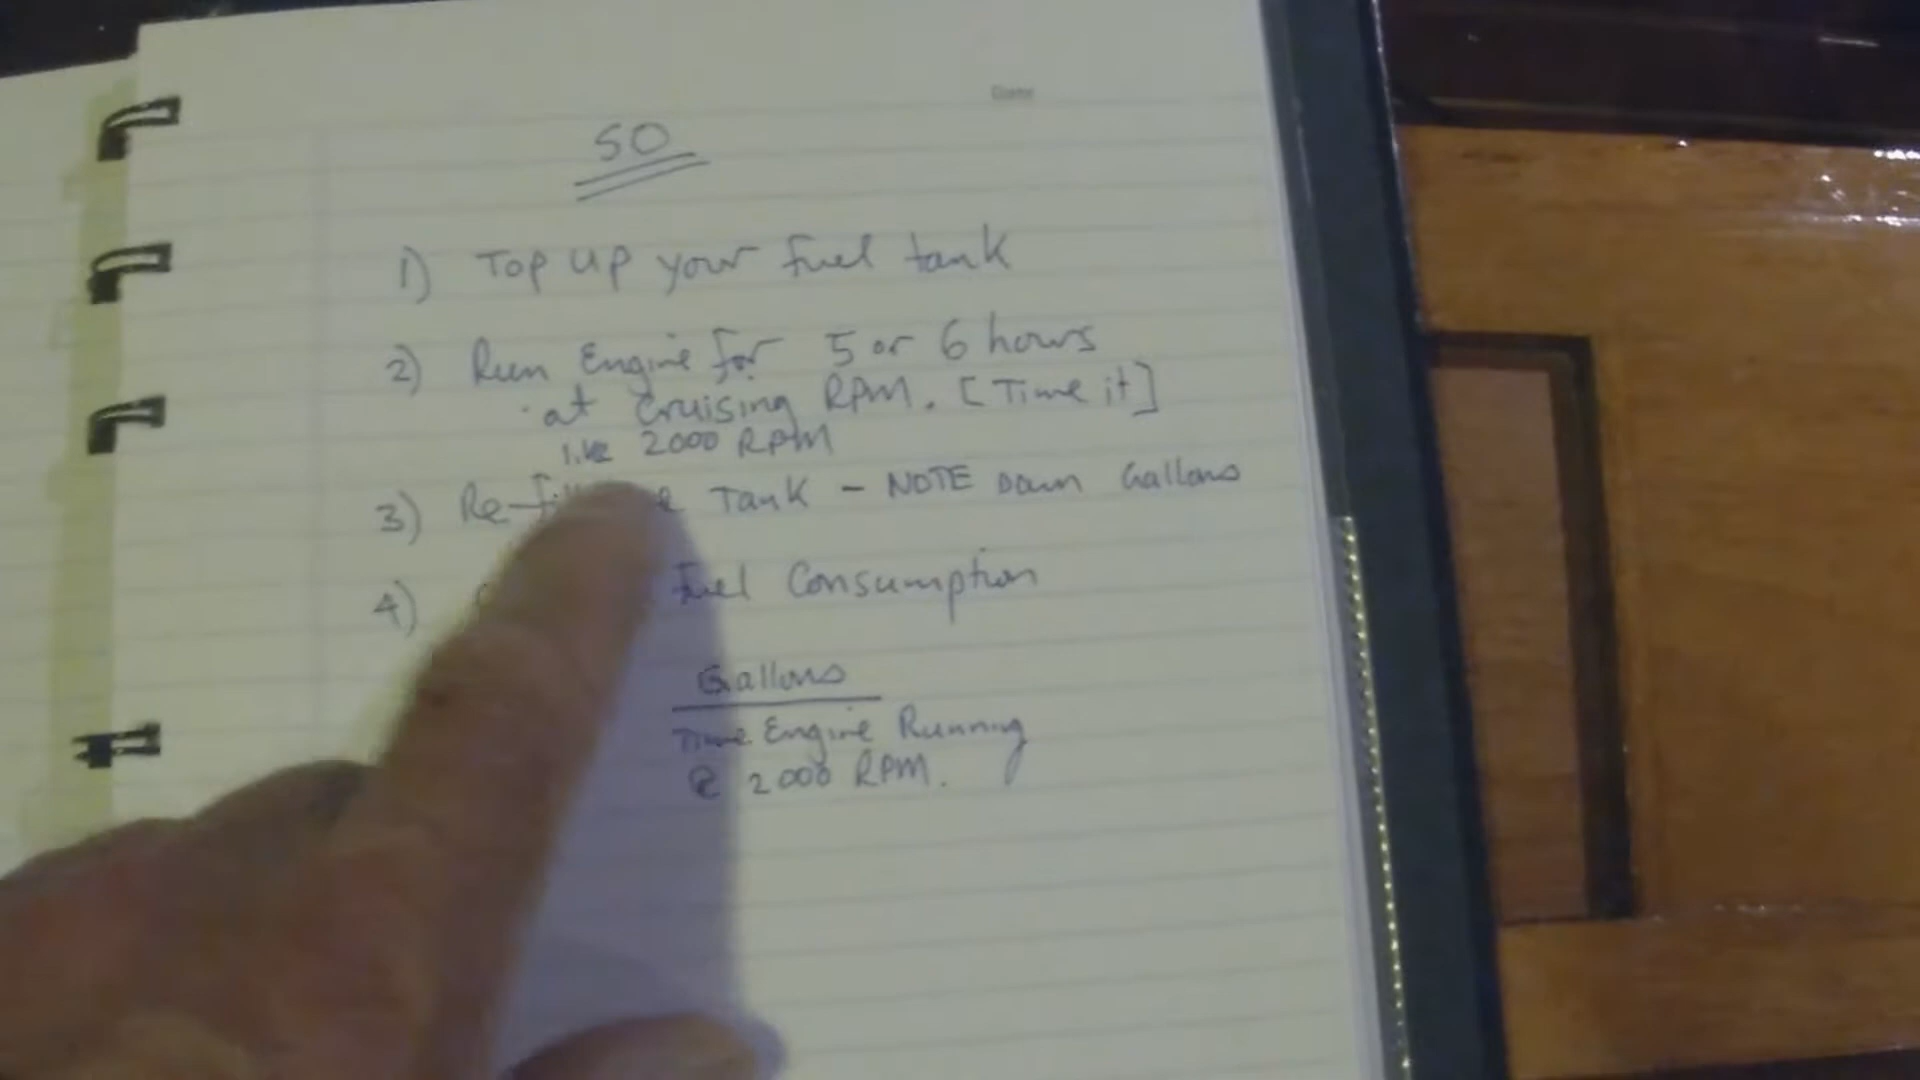 Date
SO
1) Top up your fuel tank
2) Run Engine for 5 or 6 hours
at Cruising RPM. [Time it]
like 2000 RPM
3) Re-fill Tank - NOTE Down Gallons
4) Fuel Consumption
Gallons
Time Engine Running
@ 2000 RPM.